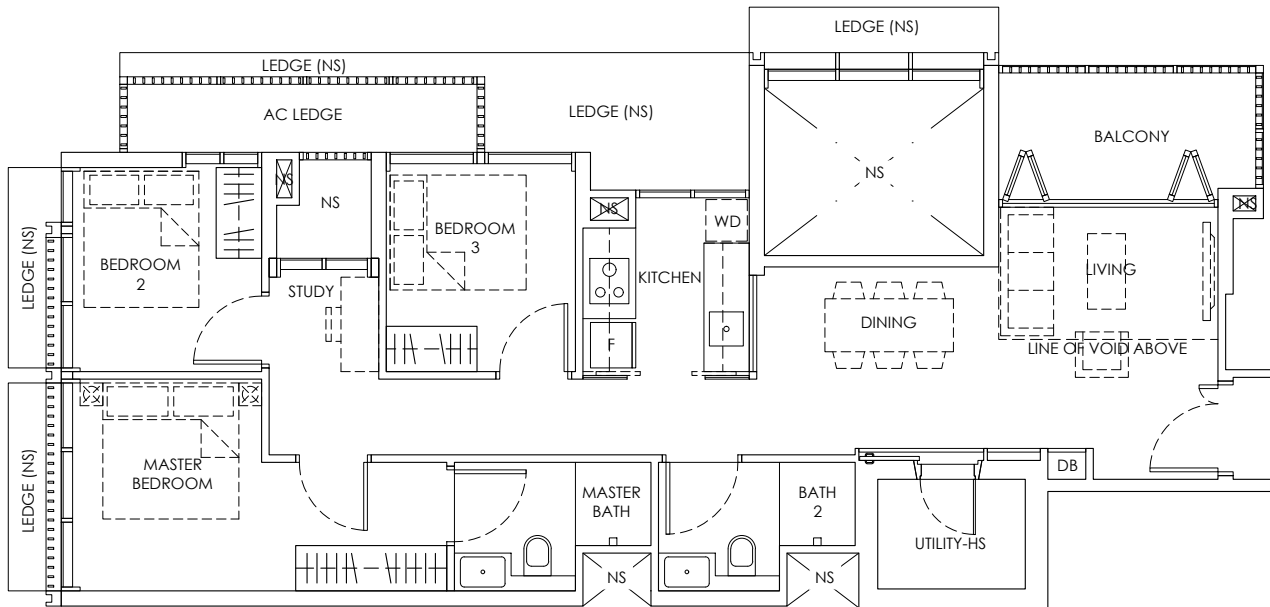 LEDGE (NS)
LEDGE (NS)
AC LEDGE
LEDGE (NS)
BALCONY
NS
NS
NS
BEDROOM
2
BEDROOM
3
NS
WD
NS
LEDGE (NS)
STUDY
KITCHEN
LIVING
DINING
F
LINE OF VOID ABOVE
LEDGE (NS)
MASTER
BEDROOM
MASTER
BATH
BATH
2
DB
UTILITY-HS
NS
NS